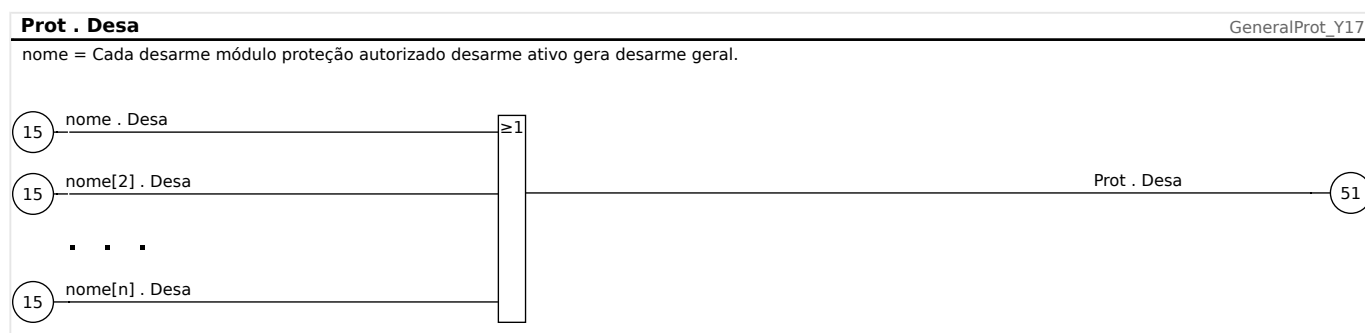 Prot . Desa
GeneralProt_Y17
nome = Cada desarme módulo proteção autorizado desarme ativo gera desarme geral.
15
nome . Desa
≥1
15
nome[2] . Desa
Prot . Desa
51
15
nome[n] . Desa